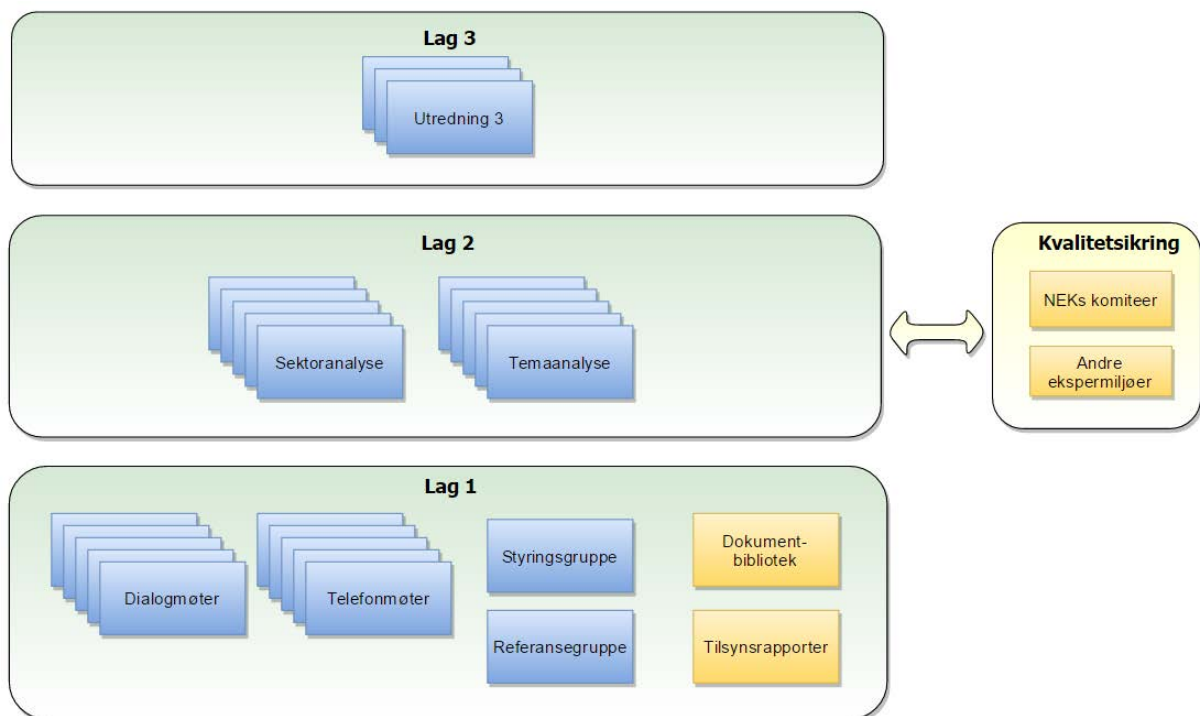 Lag 3
Utredning 3
Lag 2
Sektoranalyse
Temaanalyse
Kvalitetsikring
NEKs komiteer
Andre
ekspermiljøer
Lag 1
Dialogmøter
Telefonmøter
Styringsgruppe
Referansegruppe
Dokument-
bibliotek
Tilsynsrapporter